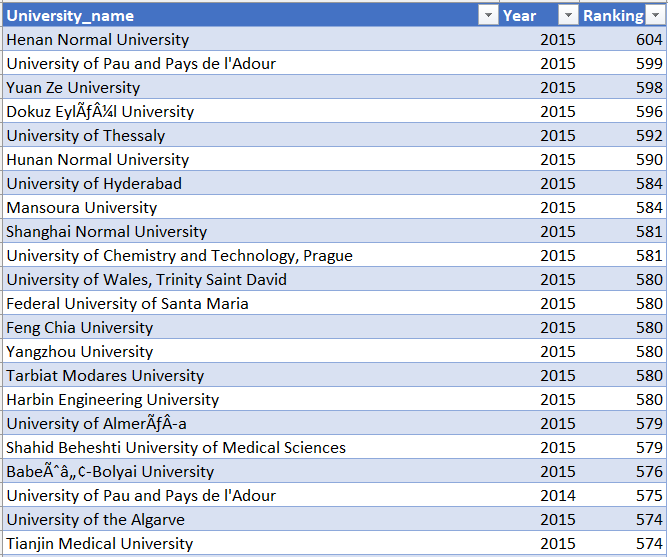 University_name Year Ranking
Henan Normal University 2015 604
University of Pau and Pays de l'Adour 2015 599
Yuan Ze University 2015 598
Dokuz EylÃƒÂ¼l University 2015 596
University of Thessaly 2015 592
Hunan Normal University 2015 590
University of Hyderabad 2015 584
Mansoura University 2015 584
Shanghai Normal University 2015 581
University of Chemistry and Technology, Prague 2015 581
University of Wales, Trinity Saint David 2015 580
Federal University of Santa Maria 2015 580
Feng Chia University 2015 580
Yangzhou University 2015 580
Tarbiat Modares University 2015 580
Harbin Engineering University 2015 580
University of AlmerÃƒÂ-a 2015 579
Shahid Beheshti University of Medical Sciences 2015 579
BabeÃˆâ„¢-Bolyai University 2015 576
University of Pau and Pays de l'Adour 2014 575
University of the Algarve 2015 574
Tianjin Medical University 2015 574